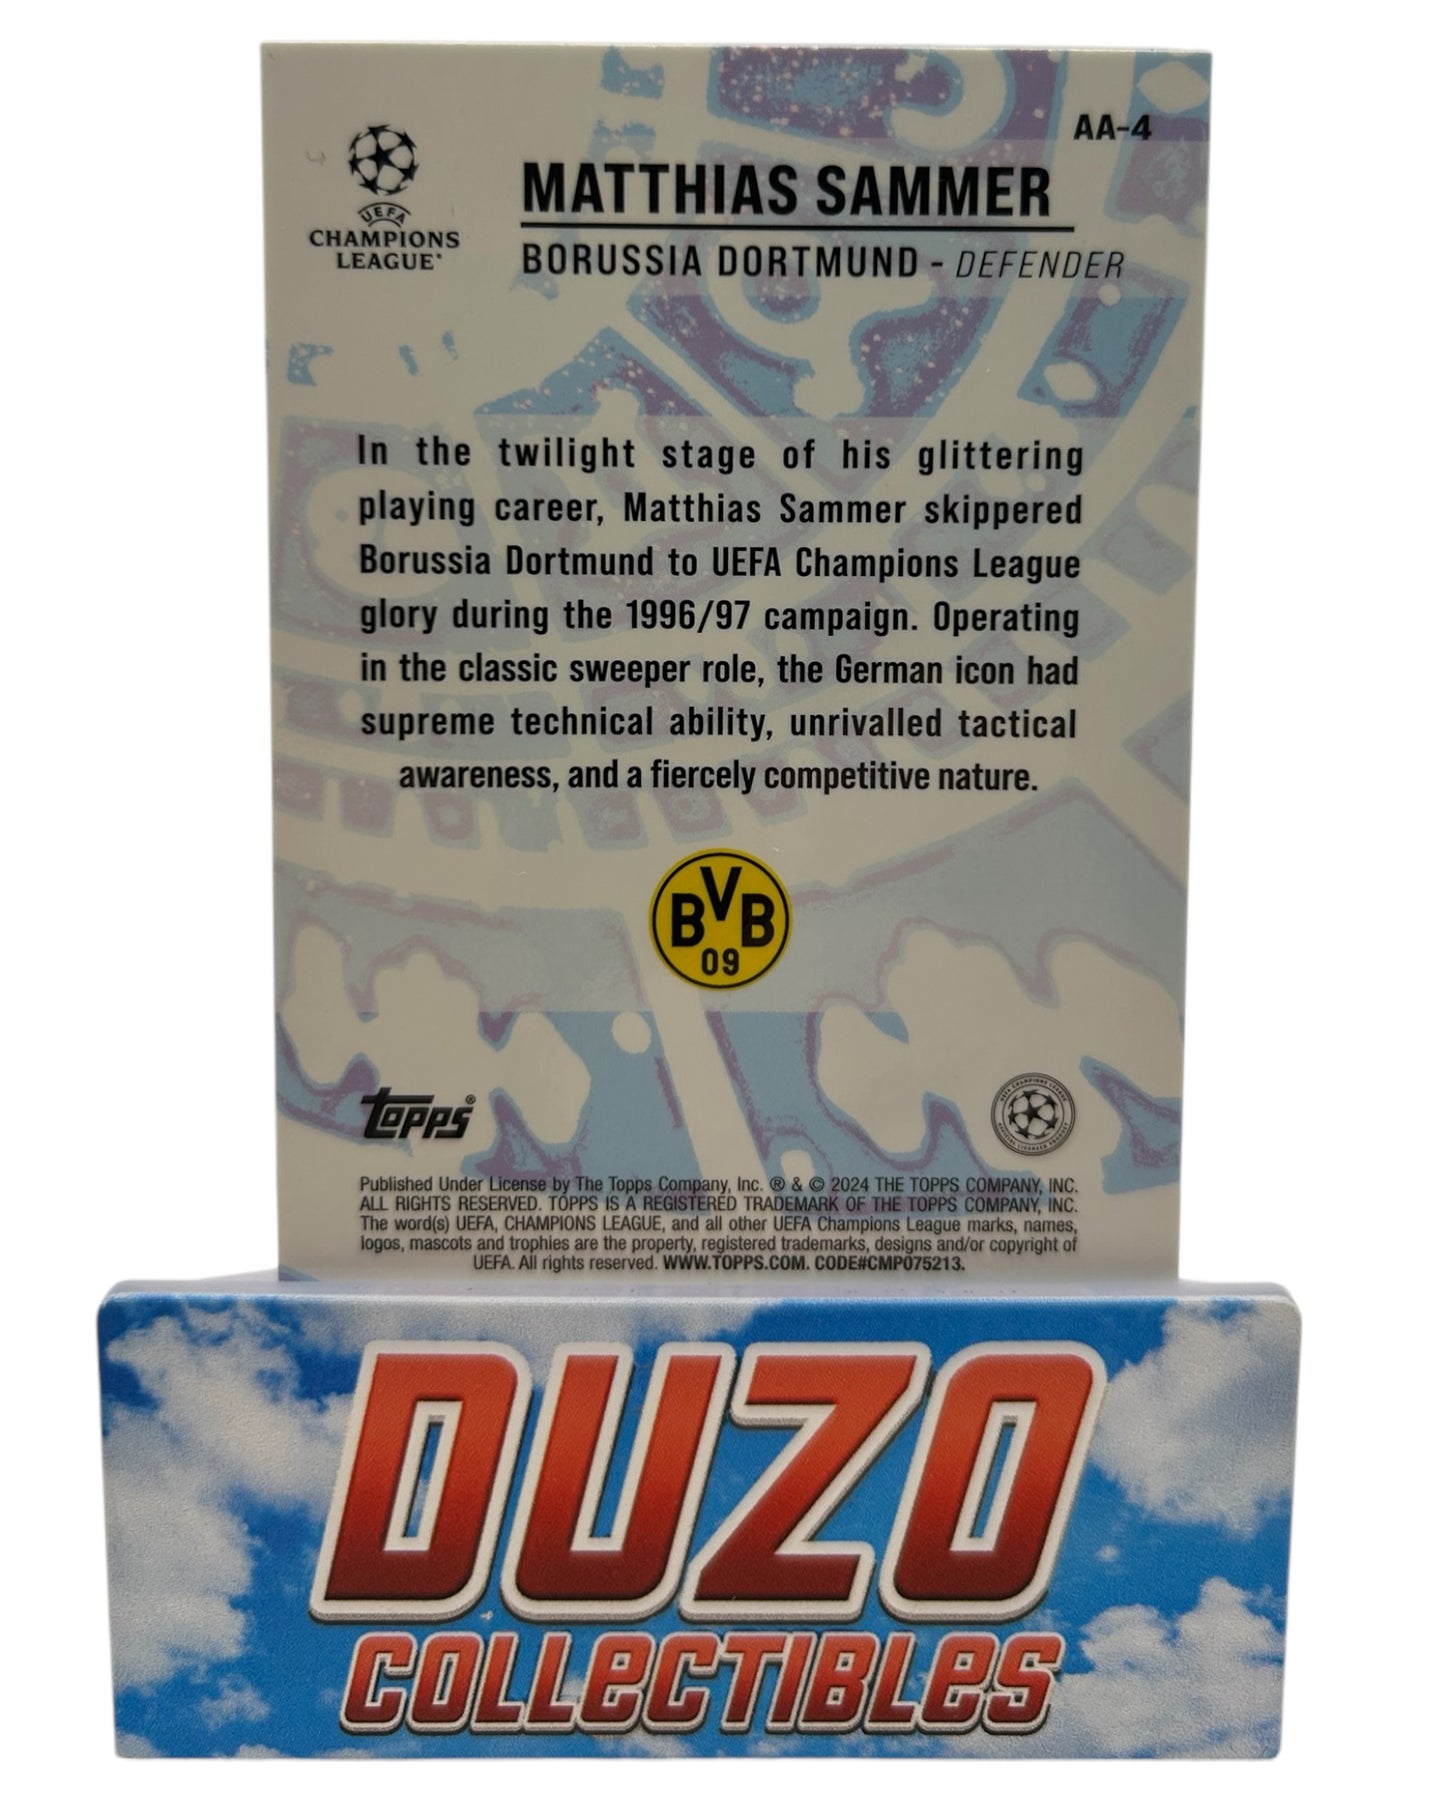 AA-4
UEFA
CHAMPIONS
LEAGUE®
MATTHIAS SAMMER
BORUSSIA DORTMUND - DEFENDER
In the twilight stage of his glittering
playing career, Matthias Sammer skippered
Borussia Dortmund to UEFA Champions League
glory during the 1996/97 campaign. Operating
in the classic sweeper role, the German icon had
supreme technical ability, unrivalled tactical
awareness, and a fiercely competitive nature.
BVB
09
TOPPS®
UEFA CHAMPIONS LEAGUE
OFFICIAL LICENSED PRODUCT
Published Under License by The Topps Company, Inc. ® & © 2024 THE TOPPS COMPANY, INC.
ALL RIGHTS RESERVED. TOPPS IS A REGISTERED TRADEMARK OF THE TOPPS COMPANY, INC.
The word(s) UEFA, CHAMPIONS LEAGUE, and all other UEFA Champions League marks, names,
logos, mascots and trophies are the property, registered trademarks, designs and/or copyright of
UEFA. All rights reserved. WWW.TOPPS.COM. CODE#CMP075213.
DUZO
COLLeCTIBLeS